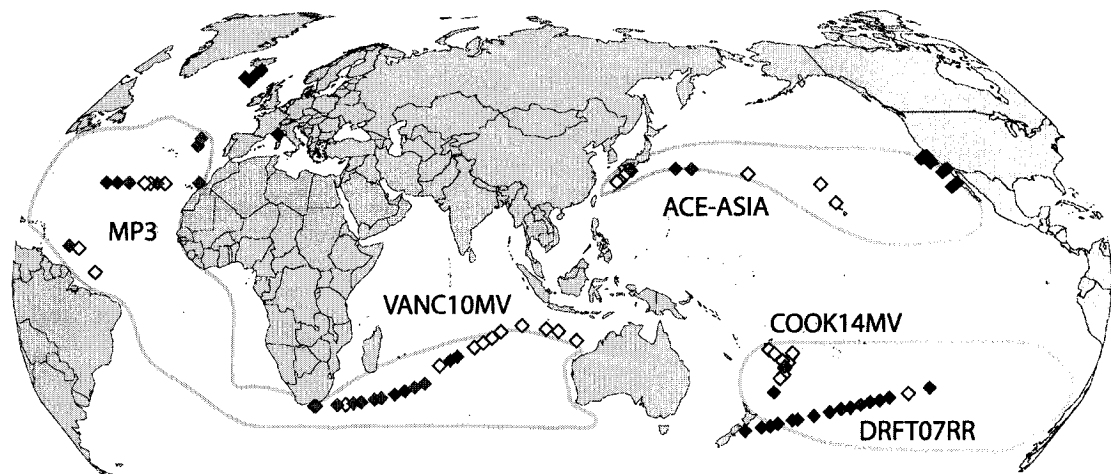 ACE-ASIA
MP3
VANC10MV
COOK14MV
DRFT07RR